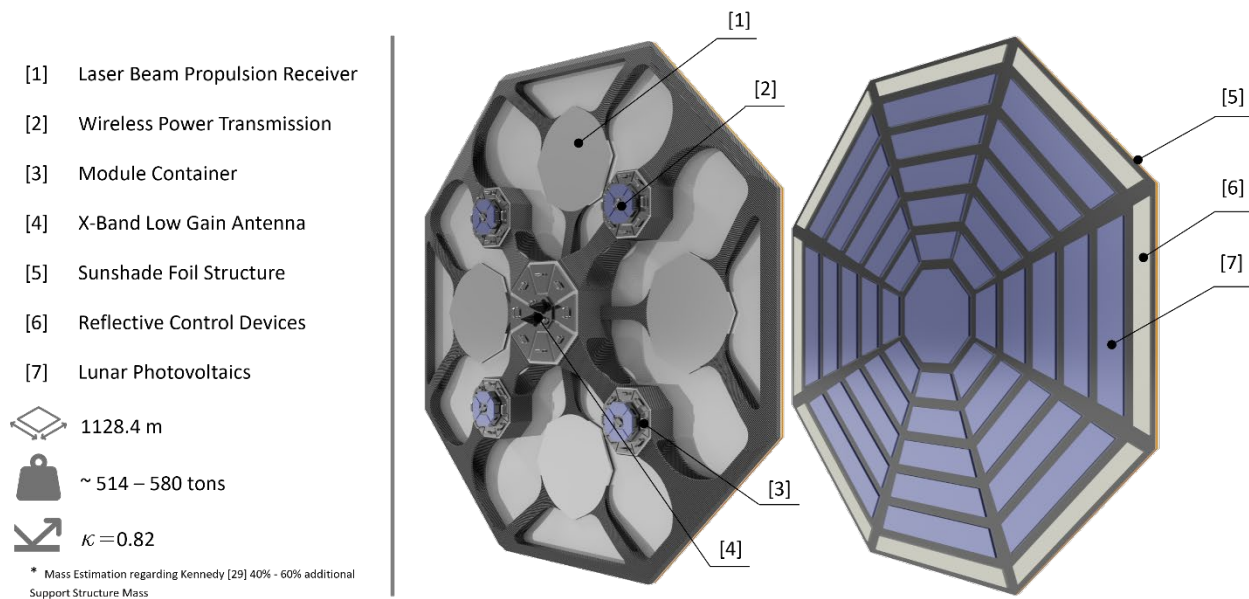 [1] Laser Beam Propulsion Receiver
[2] Wireless Power Transmission
[3] Module Container
[4] X-Band Low Gain Antenna
[5] Sunshade Foil Structure
[6] Reflective Control Devices
[7] Lunar Photovoltaics
1128.4 m
~ 514 – 580 tons
κ =0.82
* Mass Estimation regarding Kennedy [29] 40% - 60% additional
Support Structure Mass
[1]
[2]
[3]
[4]
[5]
[6]
[7]